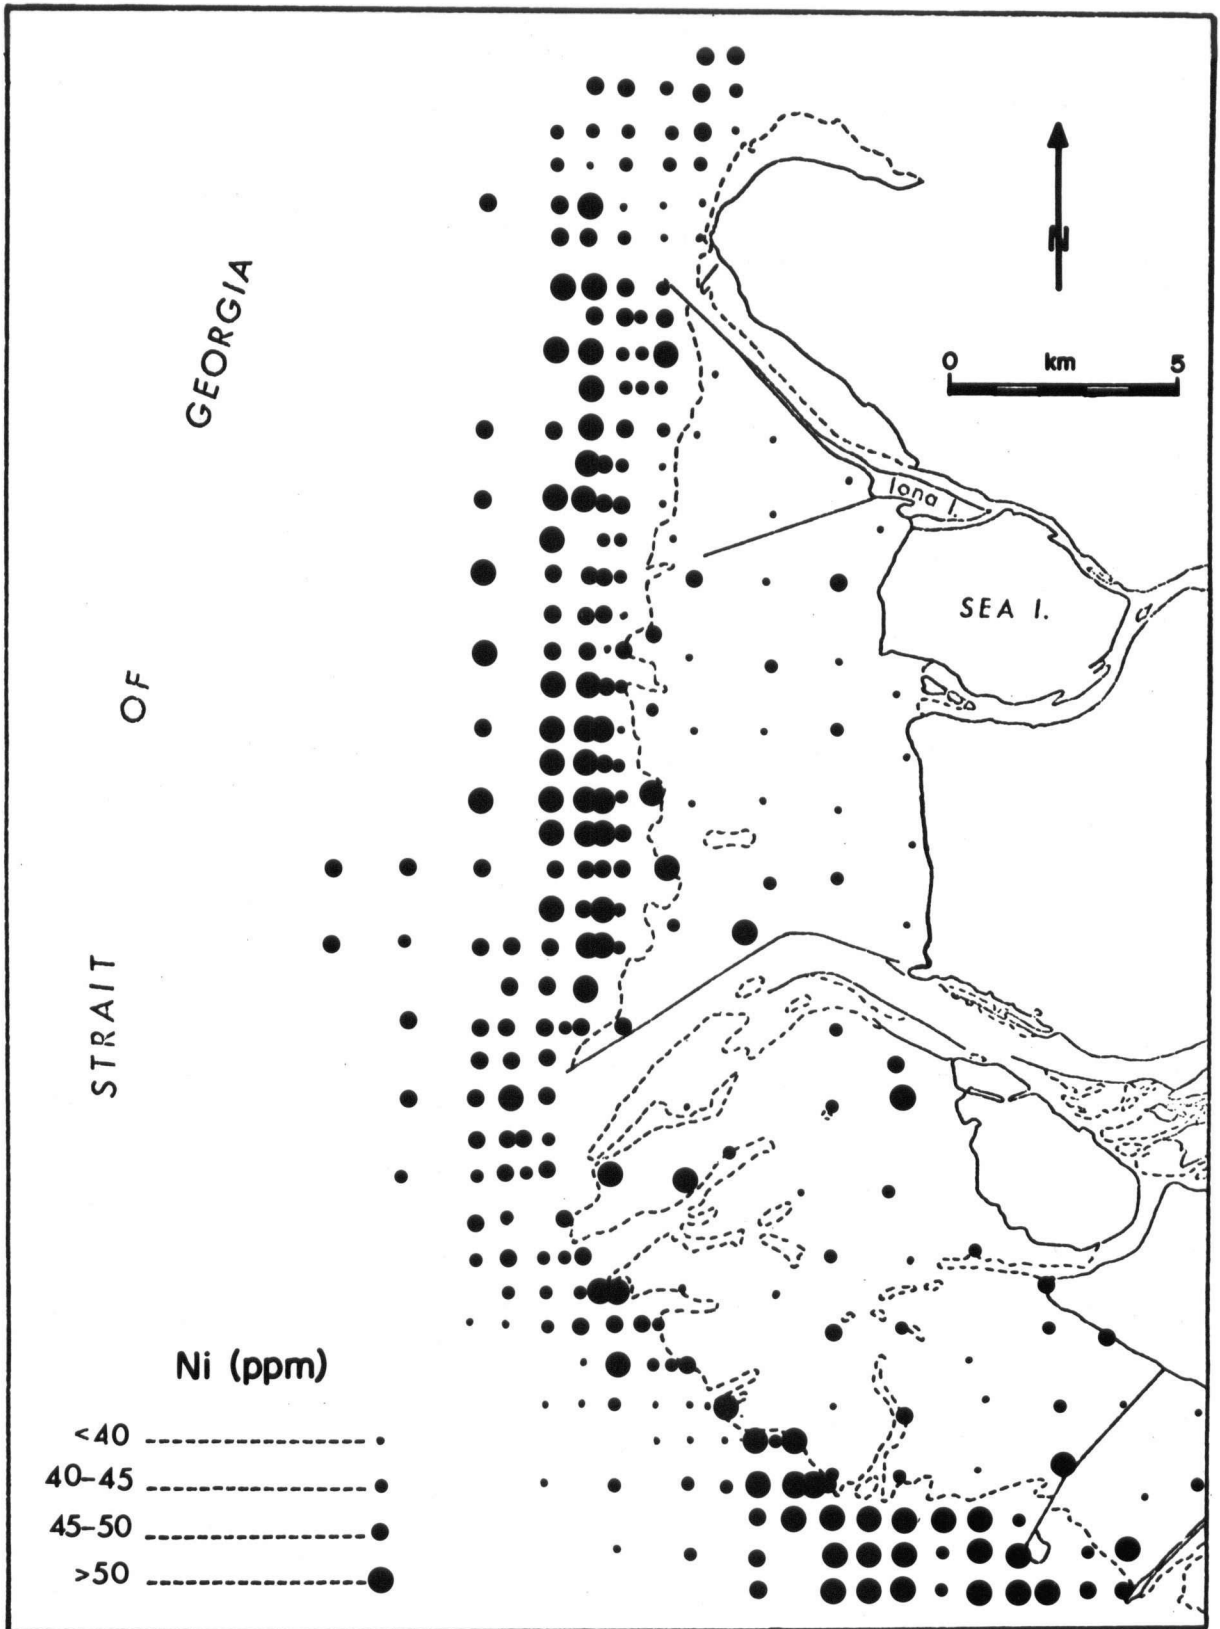 N
0 km 5
GEORGIA
OF
STRAIT
Iona I.
SEA I.
Ni (ppm)
<40
40-45
45-50
>50